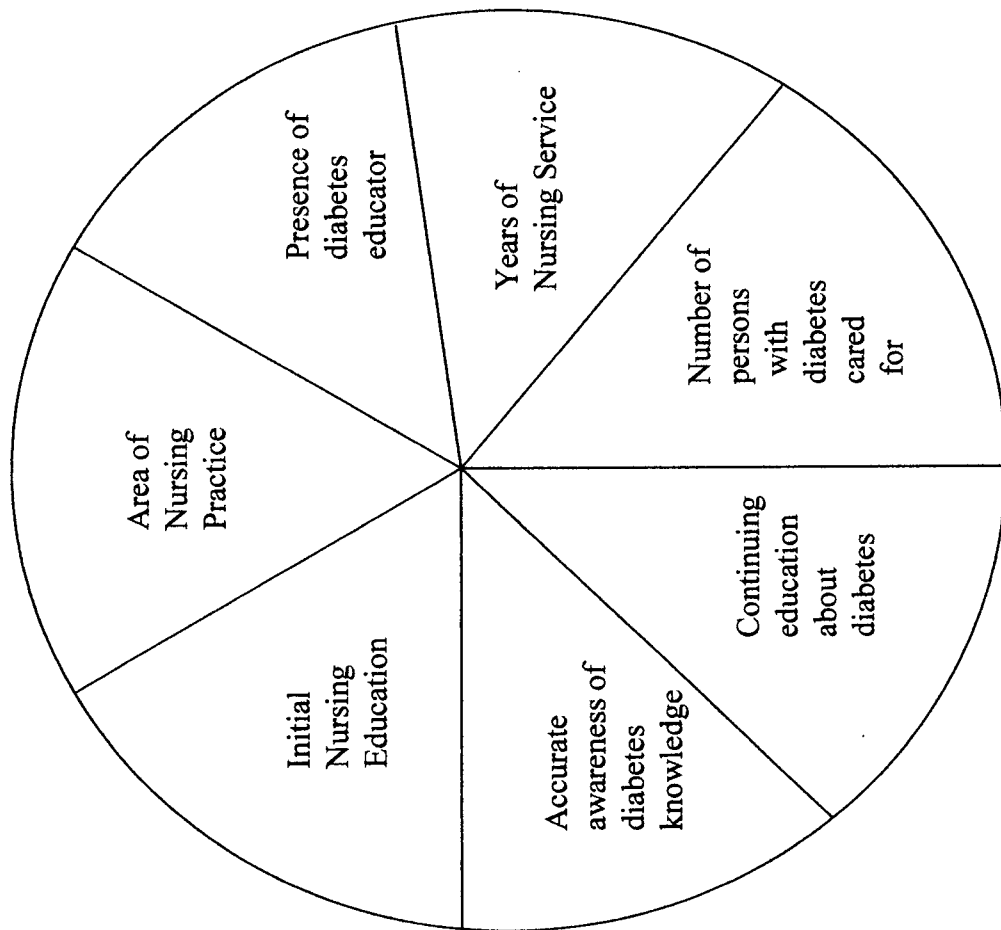 Area of
Nursing
Practice
Presence of
diabetes
educator
Years of
Nursing Service
Number of
persons
with
diabetes
cared
for
Continuing
education
about
diabetes
Accurate
awareness of
diabetes
knowledge
Initial
Nursing
Education